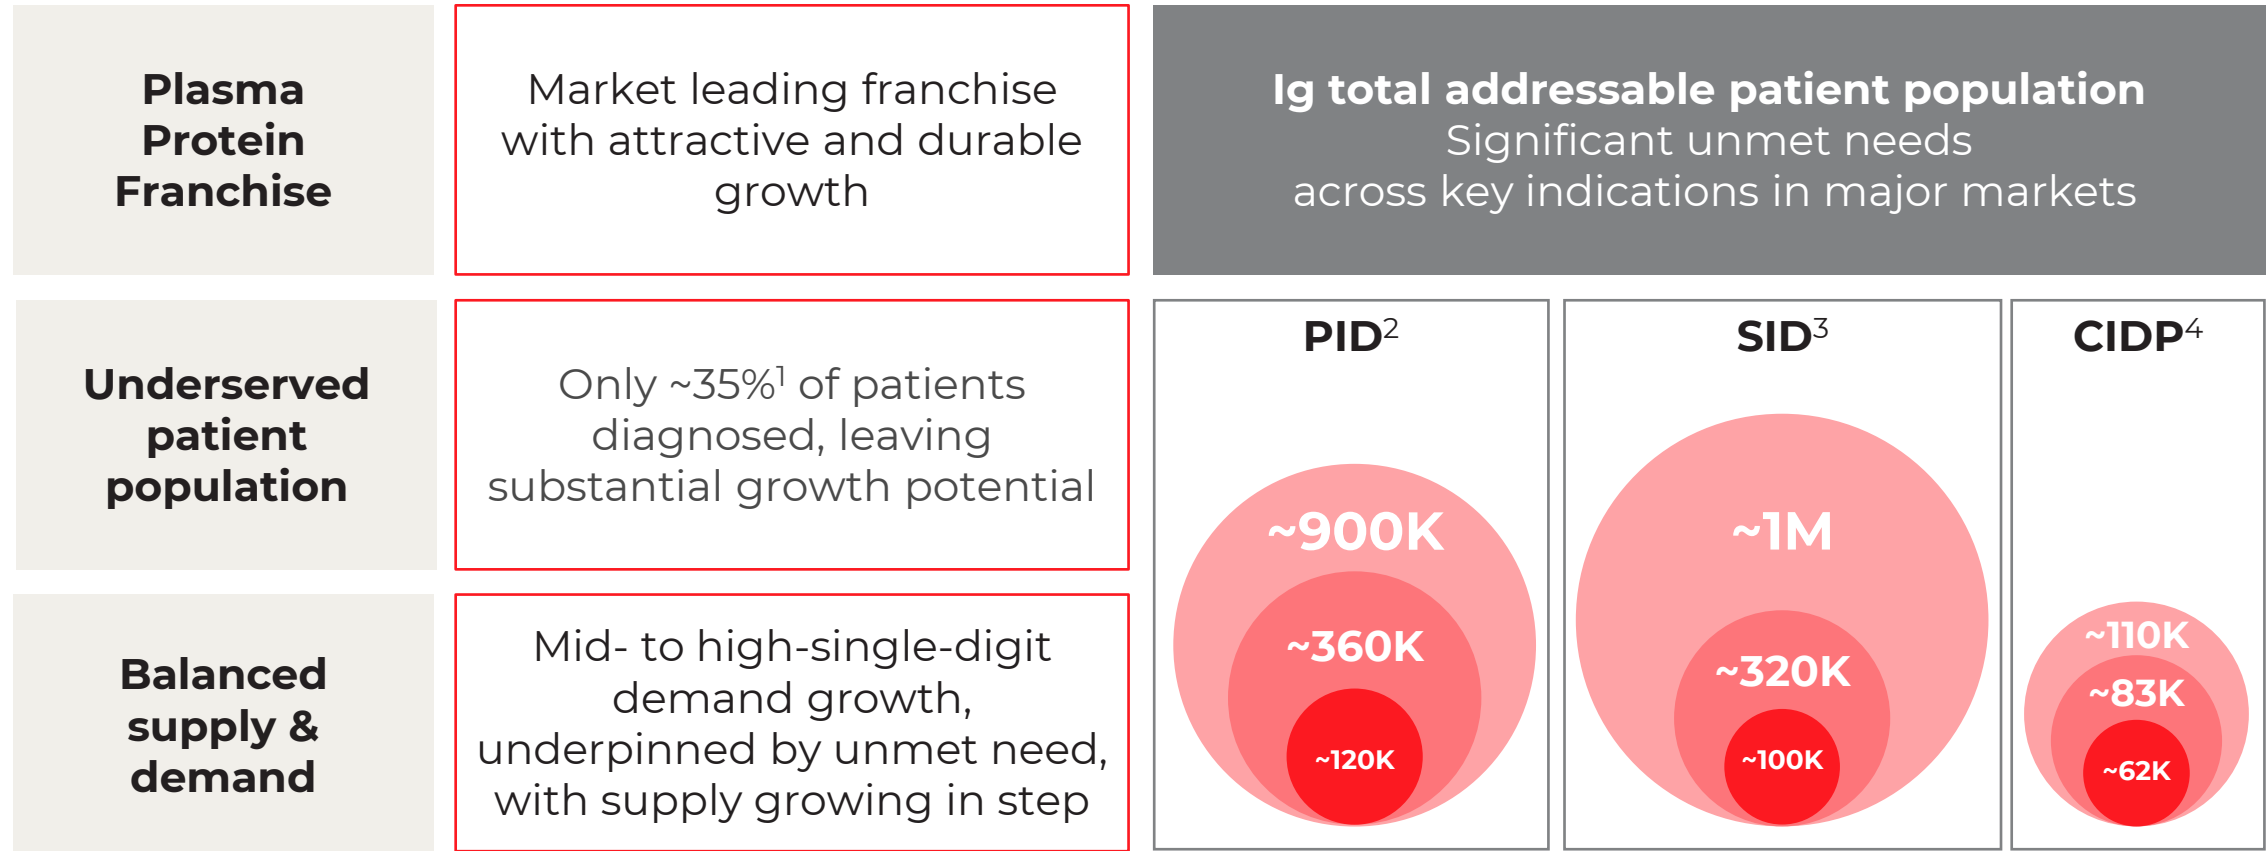 Plasma
Protein
Franchise
Market leading franchise
with attractive and durable
growth
Ig total addressable patient population
Significant unmet needs
across key indications in major markets
Underserved
patient
population
Only ~35%¹ of patients
diagnosed, leaving
substantial growth potential
Balanced
supply &
demand
Mid- to high-single-digit
demand growth,
underpinned by unmet need,
with supply growing in step
PID²
~900K
~360K
~120K
SID³
~1M
~320K
~100K
CIDP⁴
~110K
~83K
~62K